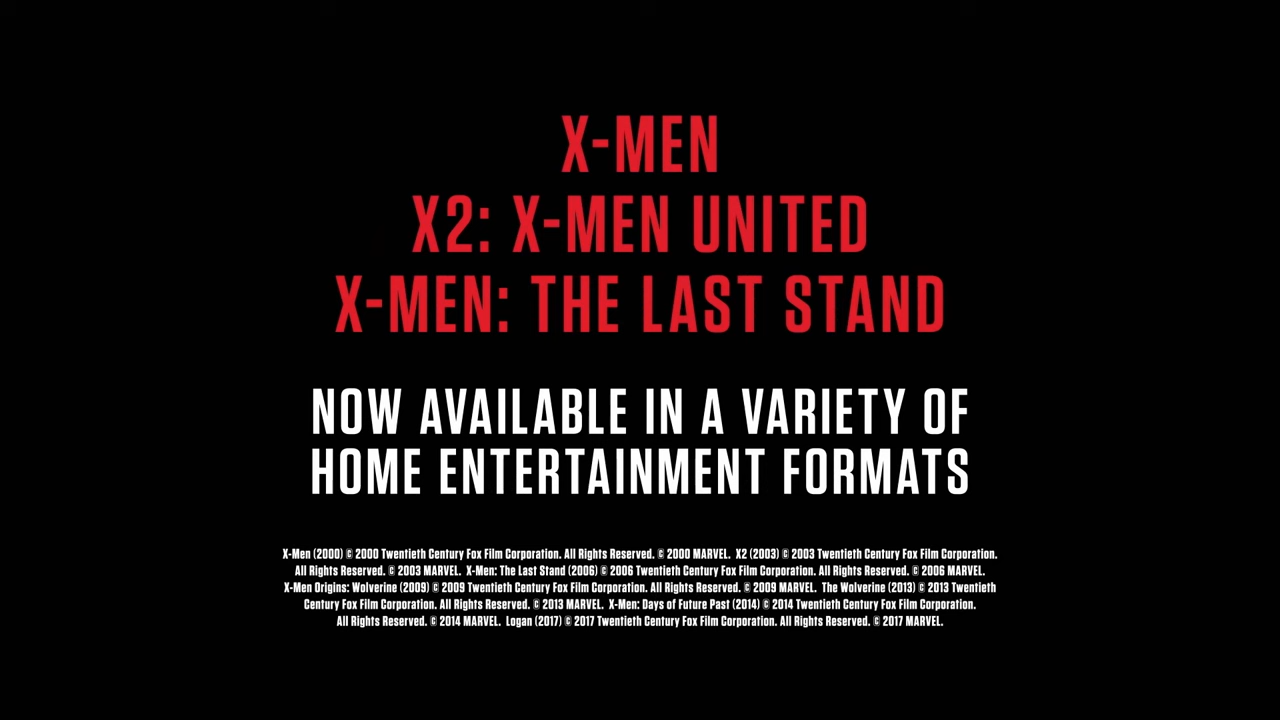 X-MEN
X2: X-MEN UNITED
X-MEN: THE LAST STAND
NOW AVAILABLE IN A VARIETY OF
HOME ENTERTAINMENT FORMATS
X-Men (2000) © 2000 Twentieth Century Fox Film Corporation. All Rights Reserved. © 2000 MARVEL. X2 (2003) © 2003 Twentieth Century Fox Film Corporation.
All Rights Reserved. © 2003 MARVEL. X-Men: The Last Stand (2006) © 2006 Twentieth Century Fox Film Corporation. All Rights Reserved. © 2006 MARVEL.
X-Men Origins: Wolverine (2009) © 2009 Twentieth Century Fox Film Corporation. All Rights Reserved. © 2009 MARVEL. The Wolverine (2013) © 2013 Twentieth
Century Fox Film Corporation. All Rights Reserved. © 2013 MARVEL. X-Men: Days of Future Past (2014) © 2014 Twentieth Century Fox Film Corporation.
All Rights Reserved. © 2014 MARVEL. Logan (2017) © 2017 Twentieth Century Fox Film Corporation. All Rights Reserved. © 2017 MARVEL.